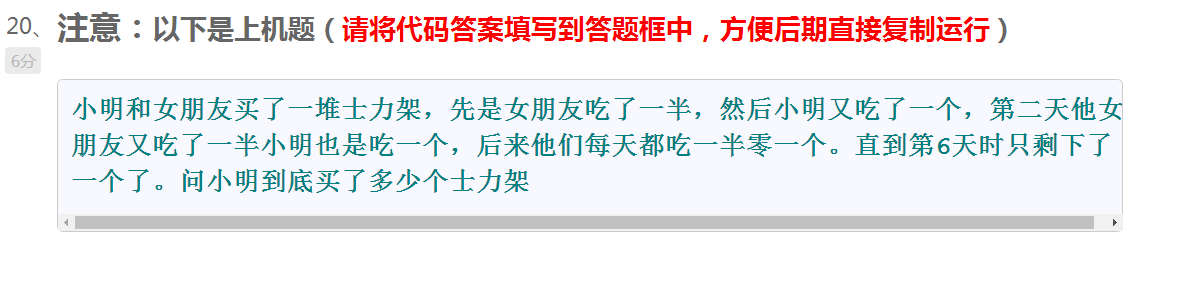 20、注意：以下是上机题（请将代码答案填写到答题框中，方便后期直接复制运行）
6分
小明和女朋友买了一堆士力架，先是女朋友吃了一半，然后小明又吃了一个，第二天他女
朋友又吃了一半小明也是吃一个，后来他们每天都吃一半零一个。直到第6天时只剩下了
一个了。问小明到底买了多少个士力架